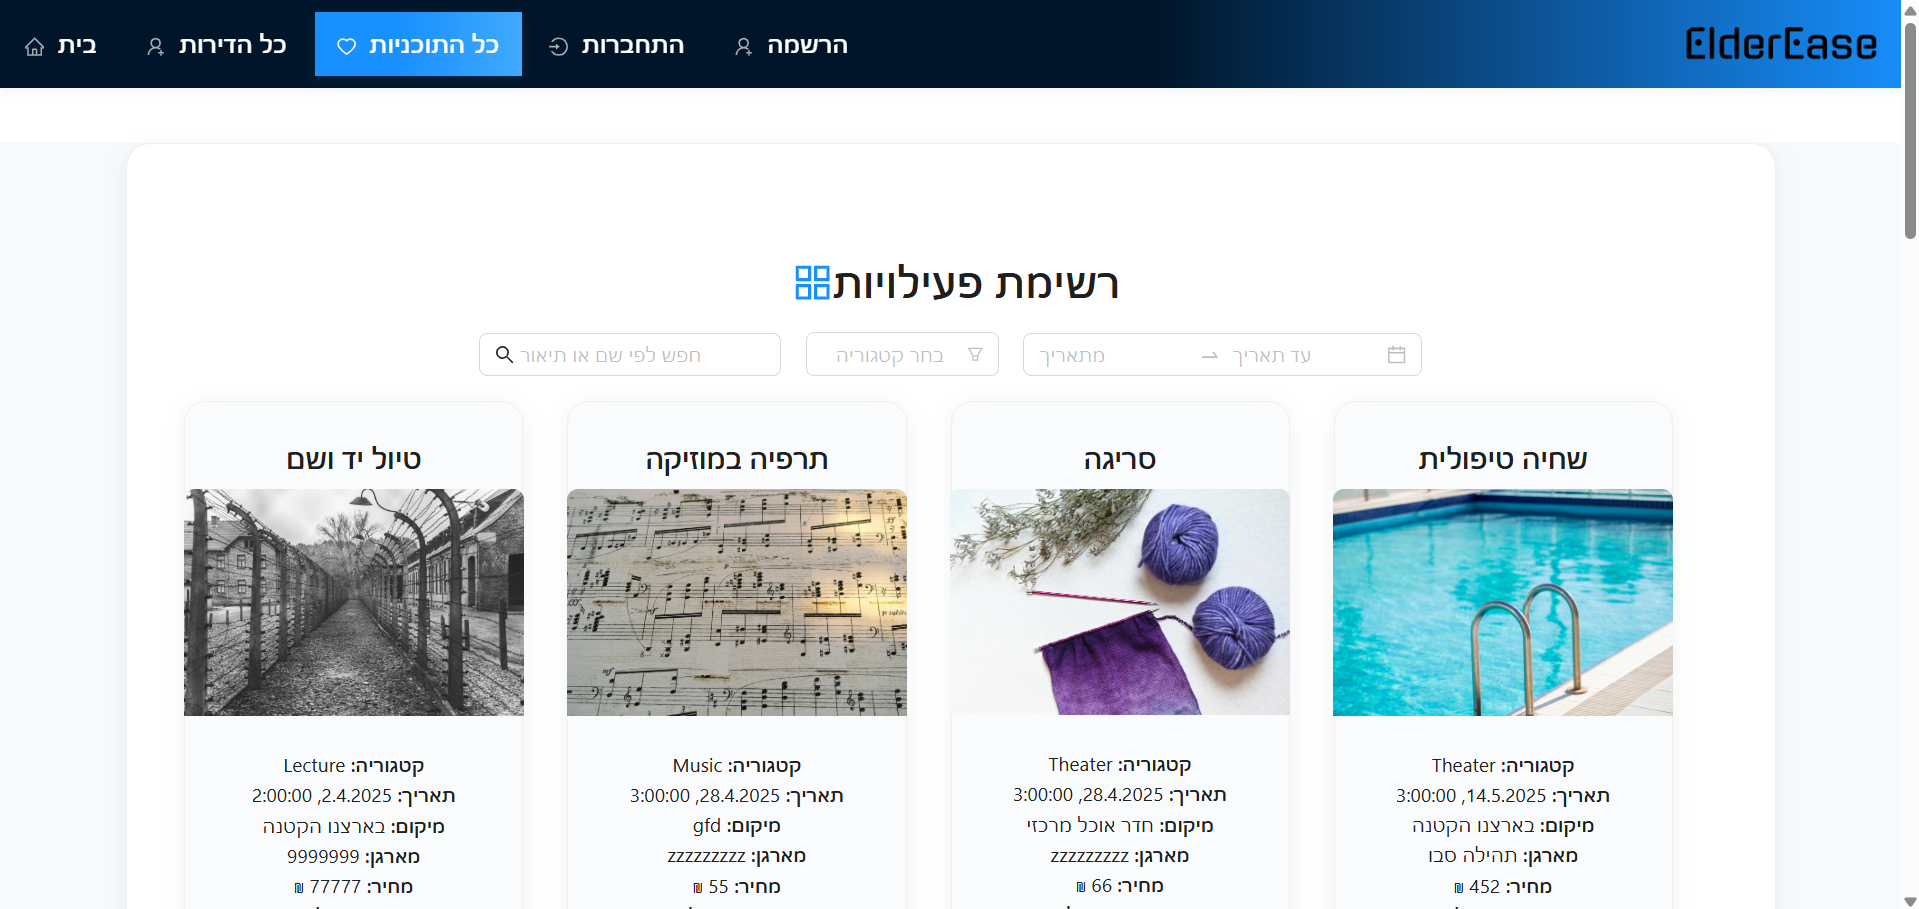 בית
כל הדירות
כל התוכניות
התחברות
הרשמה
ElderEase
רשימת פעילויות
חפש לפי שם או תיאור
בחר קטגוריה
מתאריך
עד תאריך
טיול יד ושם
קטגוריה: Lecture
תאריך: 2.4.2025, 2:00:00
מיקום: בארצנו הקטנה
מארגן: 9999999
מחיר: 77777 ₪
תרפיה במוזיקה
קטגוריה: Music
תאריך: 28.4.2025, 3:00:00
מיקום: gfd
מארגן: zzzzzzzzz
מחיר: 55 ₪
סריגה
קטגוריה: Theater
תאריך: 28.4.2025, 3:00:00
מיקום: חדר אוכל מרכזי
מארגן: zzzzzzzzz
מחיר: 66 ₪
שחיה טיפולית
קטגוריה: Theater
תאריך: 14.5.2025, 3:00:00
מיקום: בארצנו הקטנה
מארגן: תהילה סבו
מחיר: 452 ₪